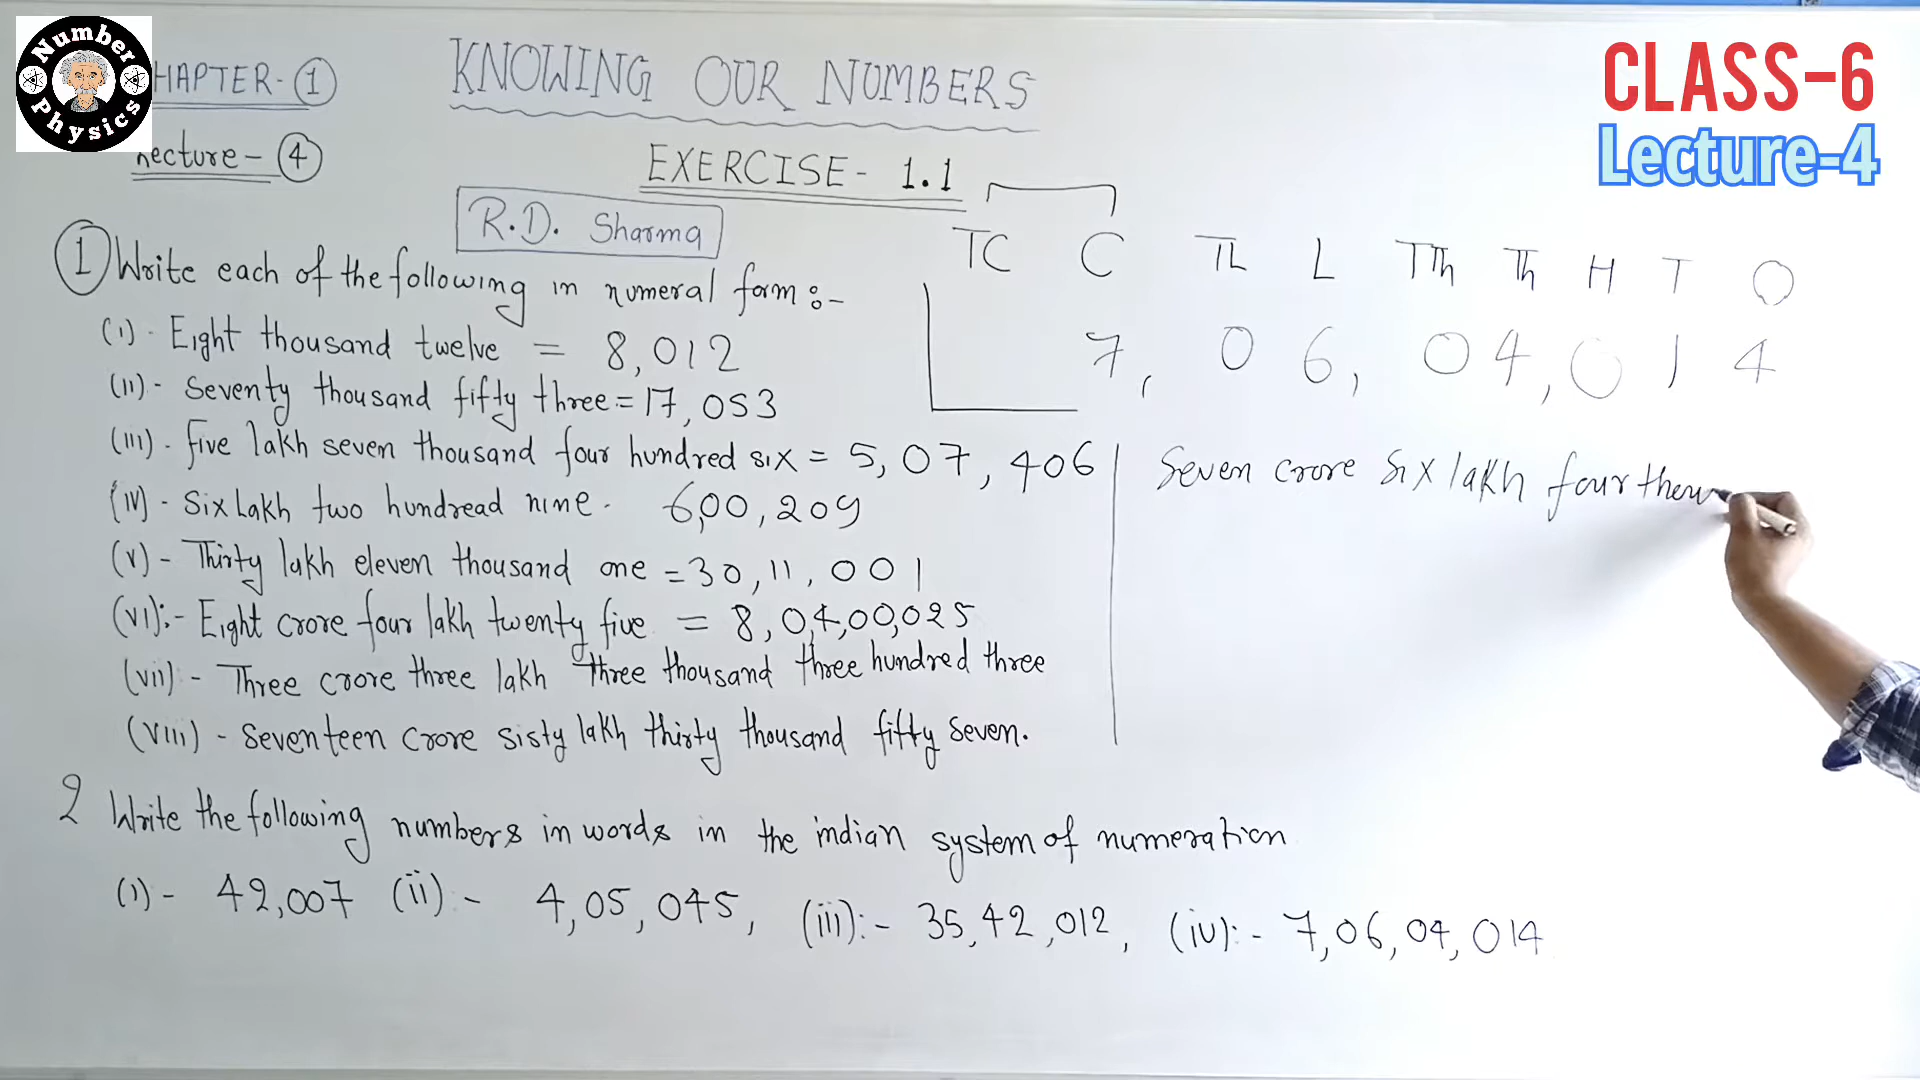 Number Physics
CLASS-6
Lecture-4
HAPTER-1
KNOWING OUR NUMBERS
Lecture-4
EXERCISE-1.1
R.D. Sharma
1 Write each of the following in numeral form:-
(i)- Eight thousand twelve = 8,012
(ii)- Seventy thousand fifty three = 17,053
(iii)- five lakh seven thousand four hundred six = 5,07,406
(iv)- Six Lakh two hundread nine- 6,00,209
(v)- Thirty lakh eleven thousand one = 30,11,001
(vi):- Eight crore four lakh twenty five = 8,04,00,025
(vii):- Three crore three lakh three thousand three hundred three
(viii)- Seventeen crore sisty lakh thirty thousand fifty seven.
TC C TL L TTh Th H T O
7, 0 6, 0 4, 0 1 4
Seven crore six lakh four thou
2 Write the following numbers in words in the indian system of numeration
(i)- 42,007 (ii):- 4,05,045, (iii):- 35,42,012, (iv):- 7,06,04,014